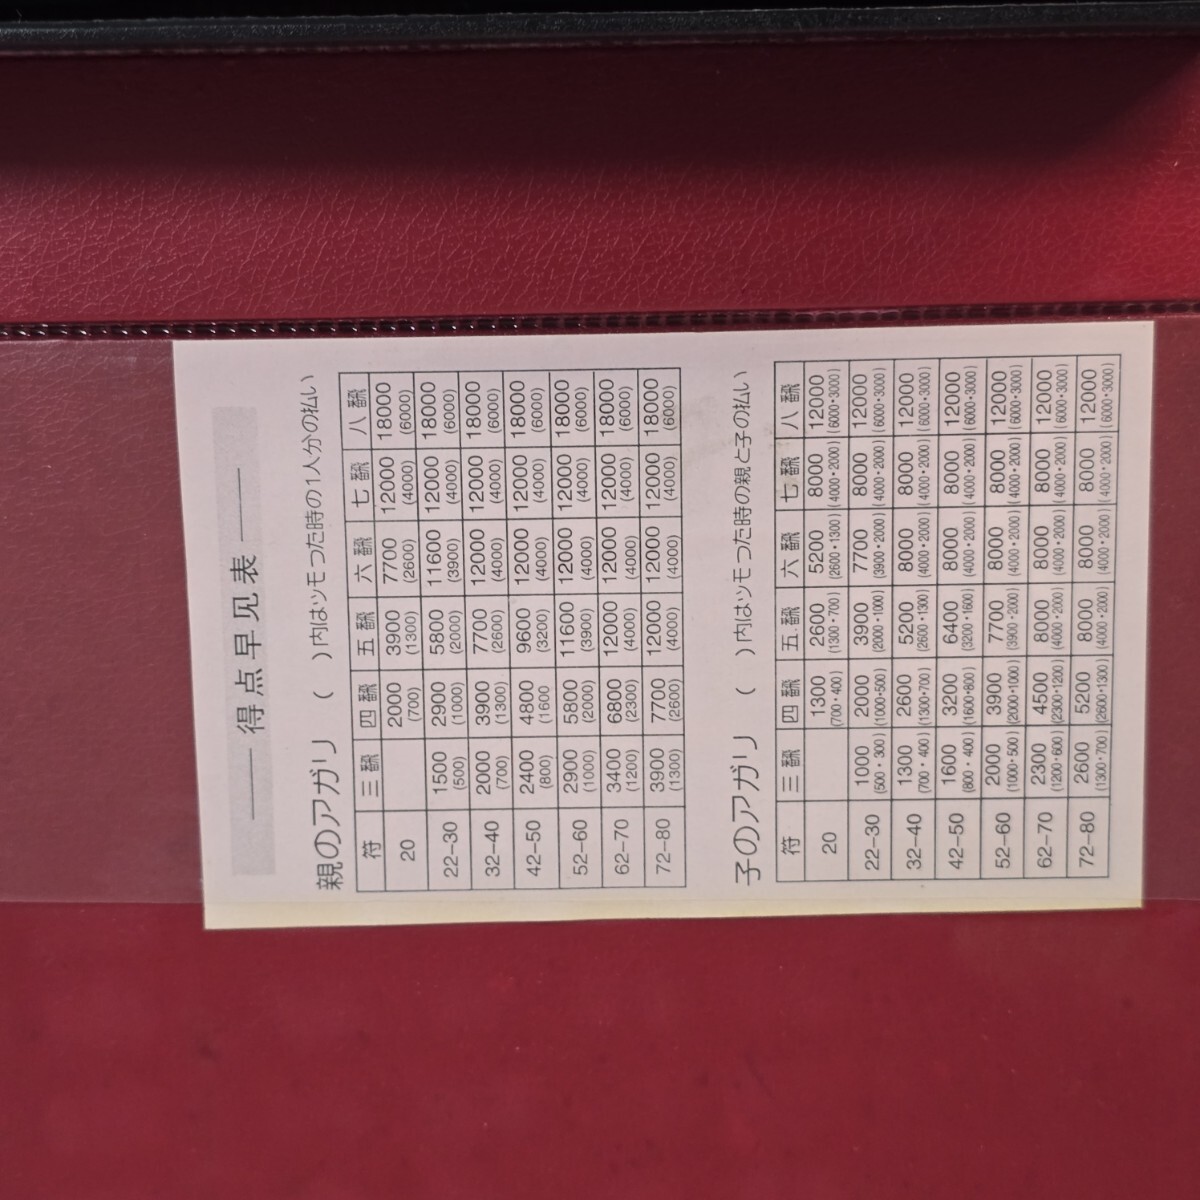 得点早见表
親のアガリ ( )内はツモった時の1人分の払い
符 三飜 四飜 五飜 六飜 七飜 八飜
20 2000 3900 7700 12000 18000
(700) (1300) (2600) (4000) (6000)
22-30 1500 2900 5800 11600 12000 18000
(500) (1000) (2000) (3900) (4000) (6000)
32-40 2000 3900 7700 12000 12000 18000
(700) (1300) (2600) (4000) (4000) (6000)
42-50 2400 4800 9600 12000 12000 18000
(800) (1600 (3200) (4000) (4000) (6000)
52-60 2900 5800 11600 12000 12000 18000
(1000) (2000) (3900) (4000) (4000) (6000)
62-70 3400 6800 12000 12000 12000 18000
(1200) (2300) (4000) (4000) (4000) (6000)
72-80 3900 7700 12000 12000 12000 18000
(1300) (2600) (4000) (4000) (4000) (6000)
子のアガリ ( )内はツモった時の親と子の払い
符 三飜 四飜 五飜 六飜 七飜 八飜
20 1300 2600 5200 8000 12000
(700・400) (1300・700) (2600・1300) (4000・2000) (6000・3000)
22-30 1000 2000 3900 7700 8000 12000
(500・300) (1000・500) (2000・1000) (3900・2000) (4000・2000) (6000・3000)
32-40 1300 2600 5200 8000 8000 12000
(700・400) (1300・700) (2600・1300) (4000・2000) (4000・2000) (6000・3000)
42-50 1600 3200 6400 8000 8000 12000
(800・400) (1600・800) (3200・1600) (4000・2000) (4000・2000) (6000・3000)
52-60 2000 3900 7700 8000 8000 12000
(1000・500) (2000・1000) (3900・2000) (4000・2000) (4000・2000) (6000・3000)
62-70 2300 4500 8000 8000 8000 12000
(1200・600) (2300・1200) (4000・2000) (4000・2000) (4000・2000) (6000・3000)
72-80 2600 5200 8000 8000 8000 12000
(1300・700) (2600・1300) (4000・2000) (4000・2000) (4000・2000) (6000・3000)